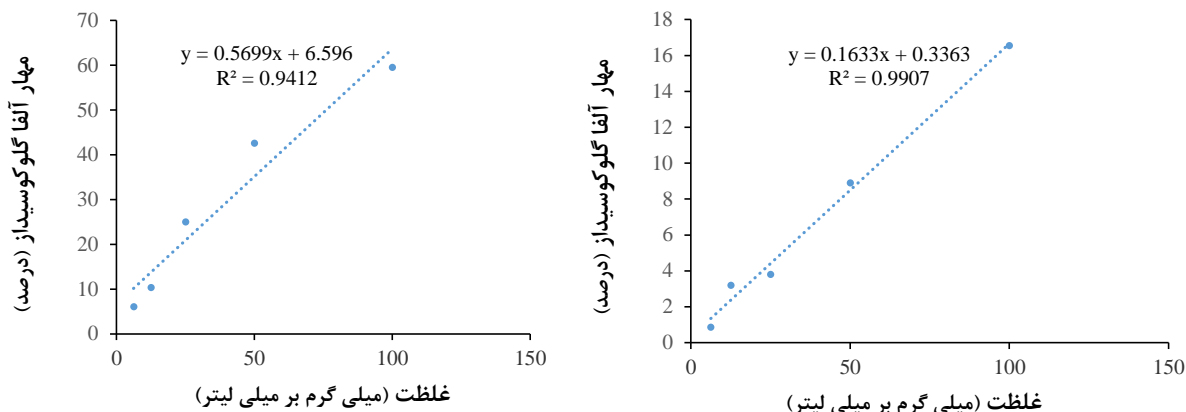 70
60
50
40
30
20
10
0
y = 0.5699x + 6.596
R² = 0.9412
مهار آلفا گلوکوسیداز (درصد)
0 50 100 150
غلظت (میلی گرم بر میلی لیتر)
18
16
14
12
10
8
6
4
2
0
y = 0.1633x + 0.3363
R² = 0.9907
مهار آلفا گلوکوسیداز (درصد)
0 50 100 150
غلظت (میلی گرم بر میلی لیتر)